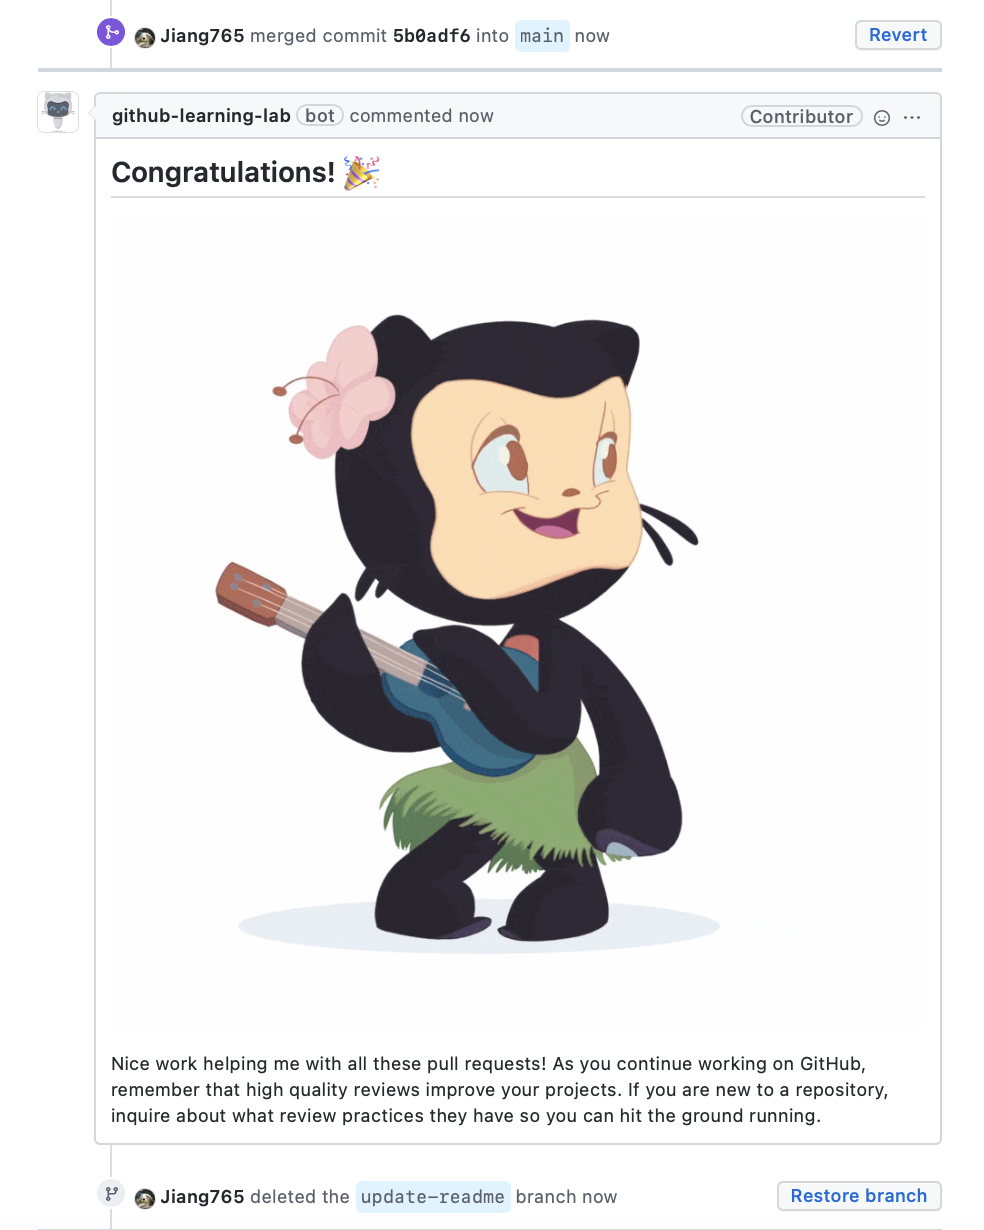 Jiang765 merged commit 5b0adf6 into main now
Revert
github-learning-lab bot commented now
Contributor
Congratulations! 🎉
Nice work helping me with all these pull requests! As you continue working on GitHub,
remember that high quality reviews improve your projects. If you are new to a repository,
inquire about what review practices they have so you can hit the ground running.
Jiang765 deleted the update-readme branch now
Restore branch